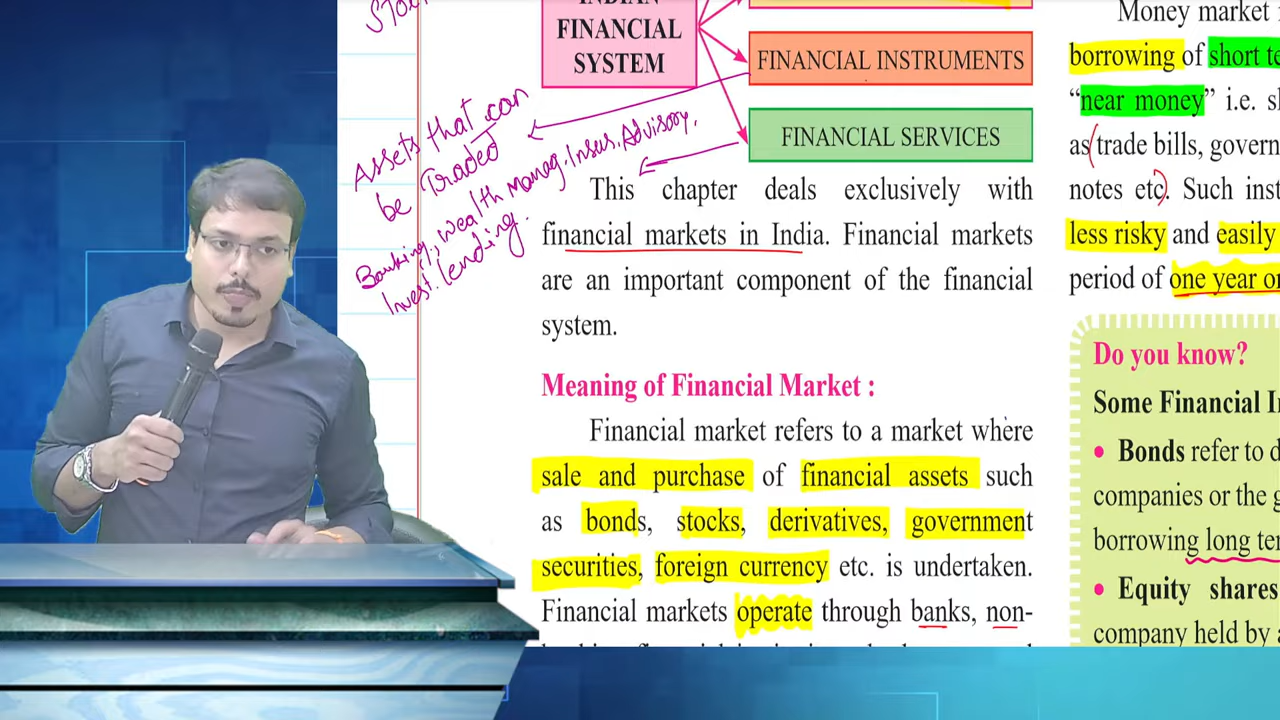 Stoc
INDIAN
FINANCIAL
SYSTEM
FINANCIAL INSTRUMENTS
FINANCIAL SERVICES
Assets that can
be Traded
Banking, Wealth Manag. Insur. Advisory.
Invest. lending.
This chapter deals exclusively with
financial markets in India. Financial markets
are an important component of the financial
system.
Meaning of Financial Market :
Financial market refers to a market where
sale and purchase of financial assets such
as bonds, stocks, derivatives, government
securities, foreign currency etc. is undertaken.
Financial markets operate through banks, non-
Money market
borrowing of short te
“near money” i.e. sh
as trade bills, govern
notes etc. Such inst
less risky and easily
period of one year or
Do you know?
Some Financial In
• Bonds refer to d
companies or the g
borrowing long ter
• Equity shares
company held by a